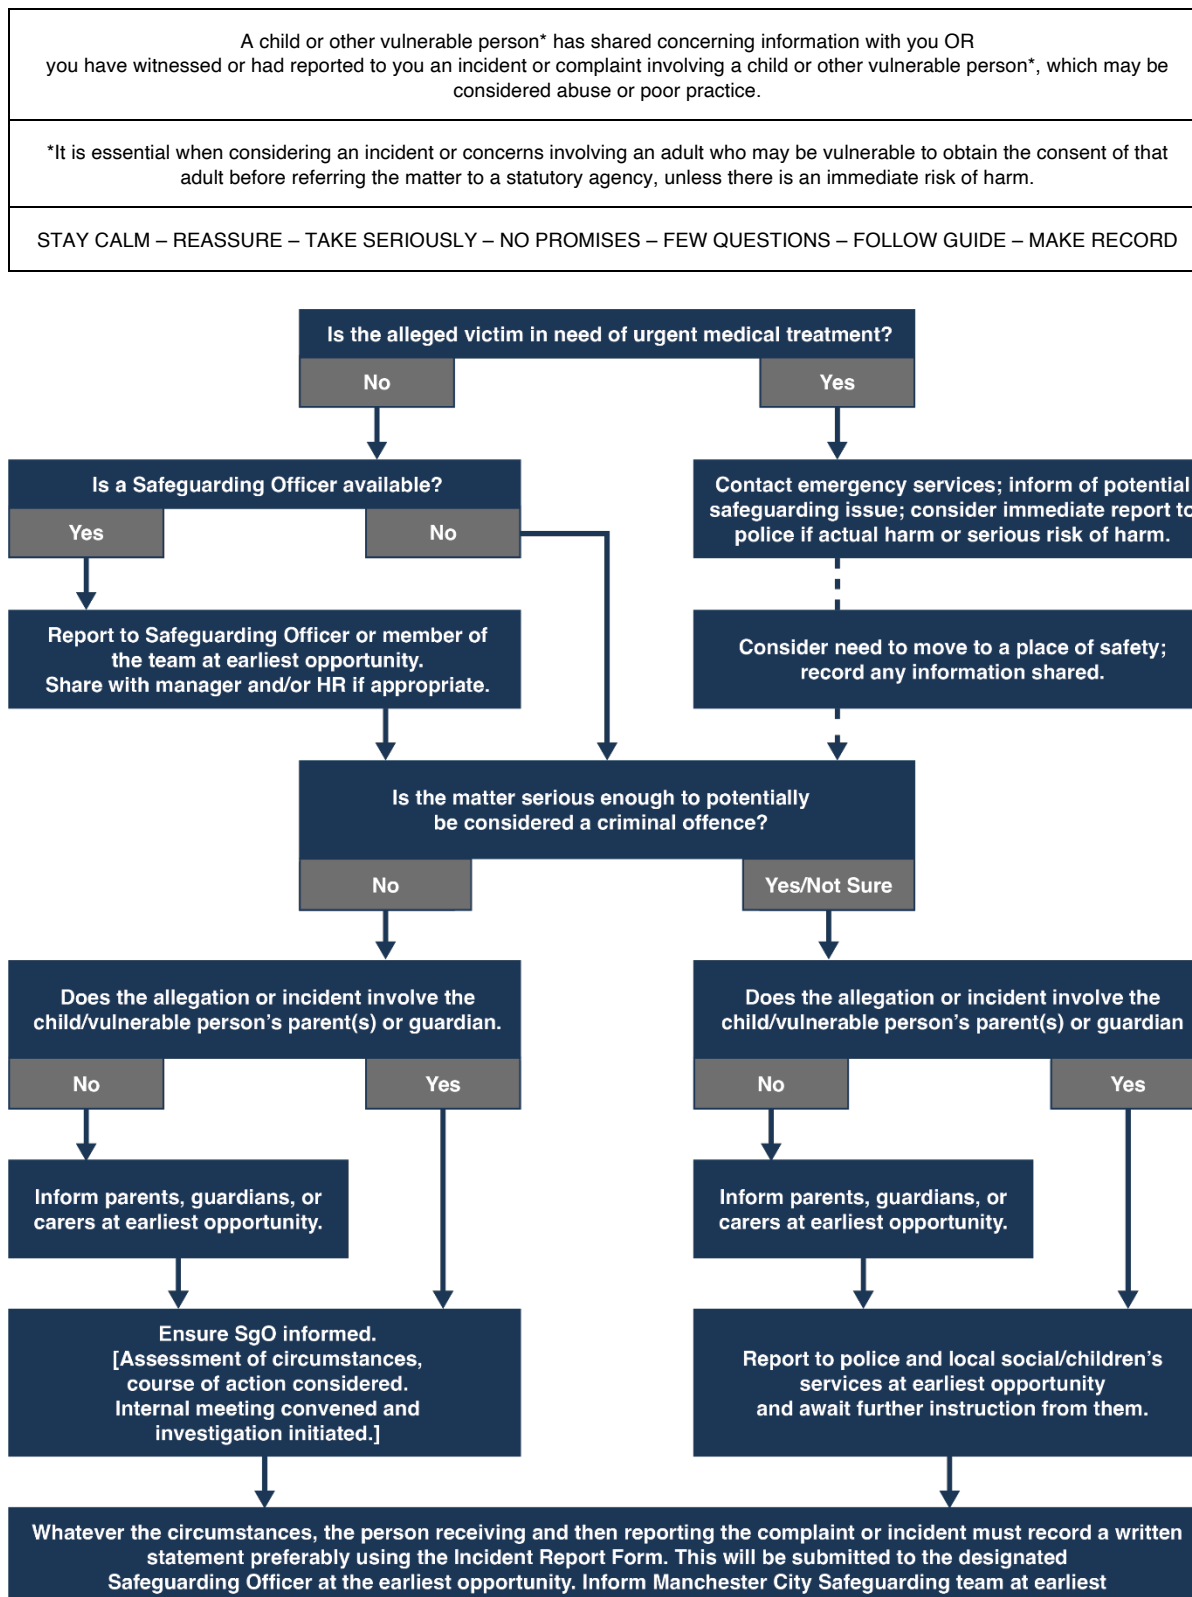 A child or other vulnerable person* has shared concerning information with you OR
you have witnessed or had reported to you an incident or complaint involving a child or other vulnerable person*, which may be
considered abuse or poor practice.
*It is essential when considering an incident or concerns involving an adult who may be vulnerable to obtain the consent of that
adult before referring the matter to a statutory agency, unless there is an immediate risk of harm.
STAY CALM – REASSURE – TAKE SERIOUSLY – NO PROMISES – FEW QUESTIONS – FOLLOW GUIDE – MAKE RECORD
Is the alleged victim in need of urgent medical treatment?
No
Yes
Is a Safeguarding Officer available?
Yes
No
Contact emergency services; inform of potential
safeguarding issue; consider immediate report to
police if actual harm or serious risk of harm.
Report to Safeguarding Officer or member of
the team at earliest opportunity.
Share with manager and/or HR if appropriate.
Consider need to move to a place of safety;
record any information shared.
Is the matter serious enough to potentially
be considered a criminal offence?
No
Yes/Not Sure
Does the allegation or incident involve the
child/vulnerable person's parent(s) or guardian.
No
Yes
Does the allegation or incident involve the
child/vulnerable person's parent(s) or guardian
No
Yes
Inform parents, guardians, or
carers at earliest opportunity.
Inform parents, guardians, or
carers at earliest opportunity.
Ensure SgO informed.
[Assessment of circumstances,
course of action considered.
Internal meeting convened and
investigation initiated.]
Report to police and local social/children's
services at earliest opportunity
and await further instruction from them.
Whatever the circumstances, the person receiving and then reporting the complaint or incident must record a written
statement preferably using the Incident Report Form. This will be submitted to the designated
Safeguarding Officer at the earliest opportunity. Inform Manchester City Safeguarding team at earliest